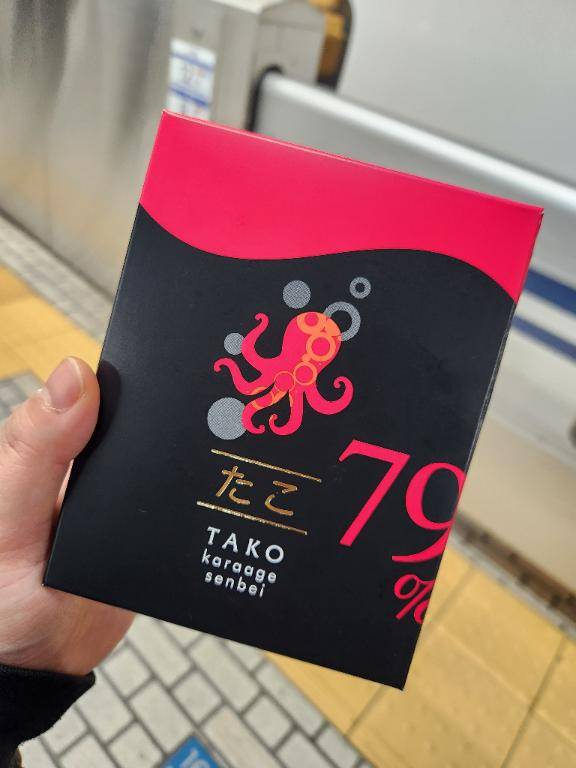 たこ
79
%
TAKO
karaage
senbei